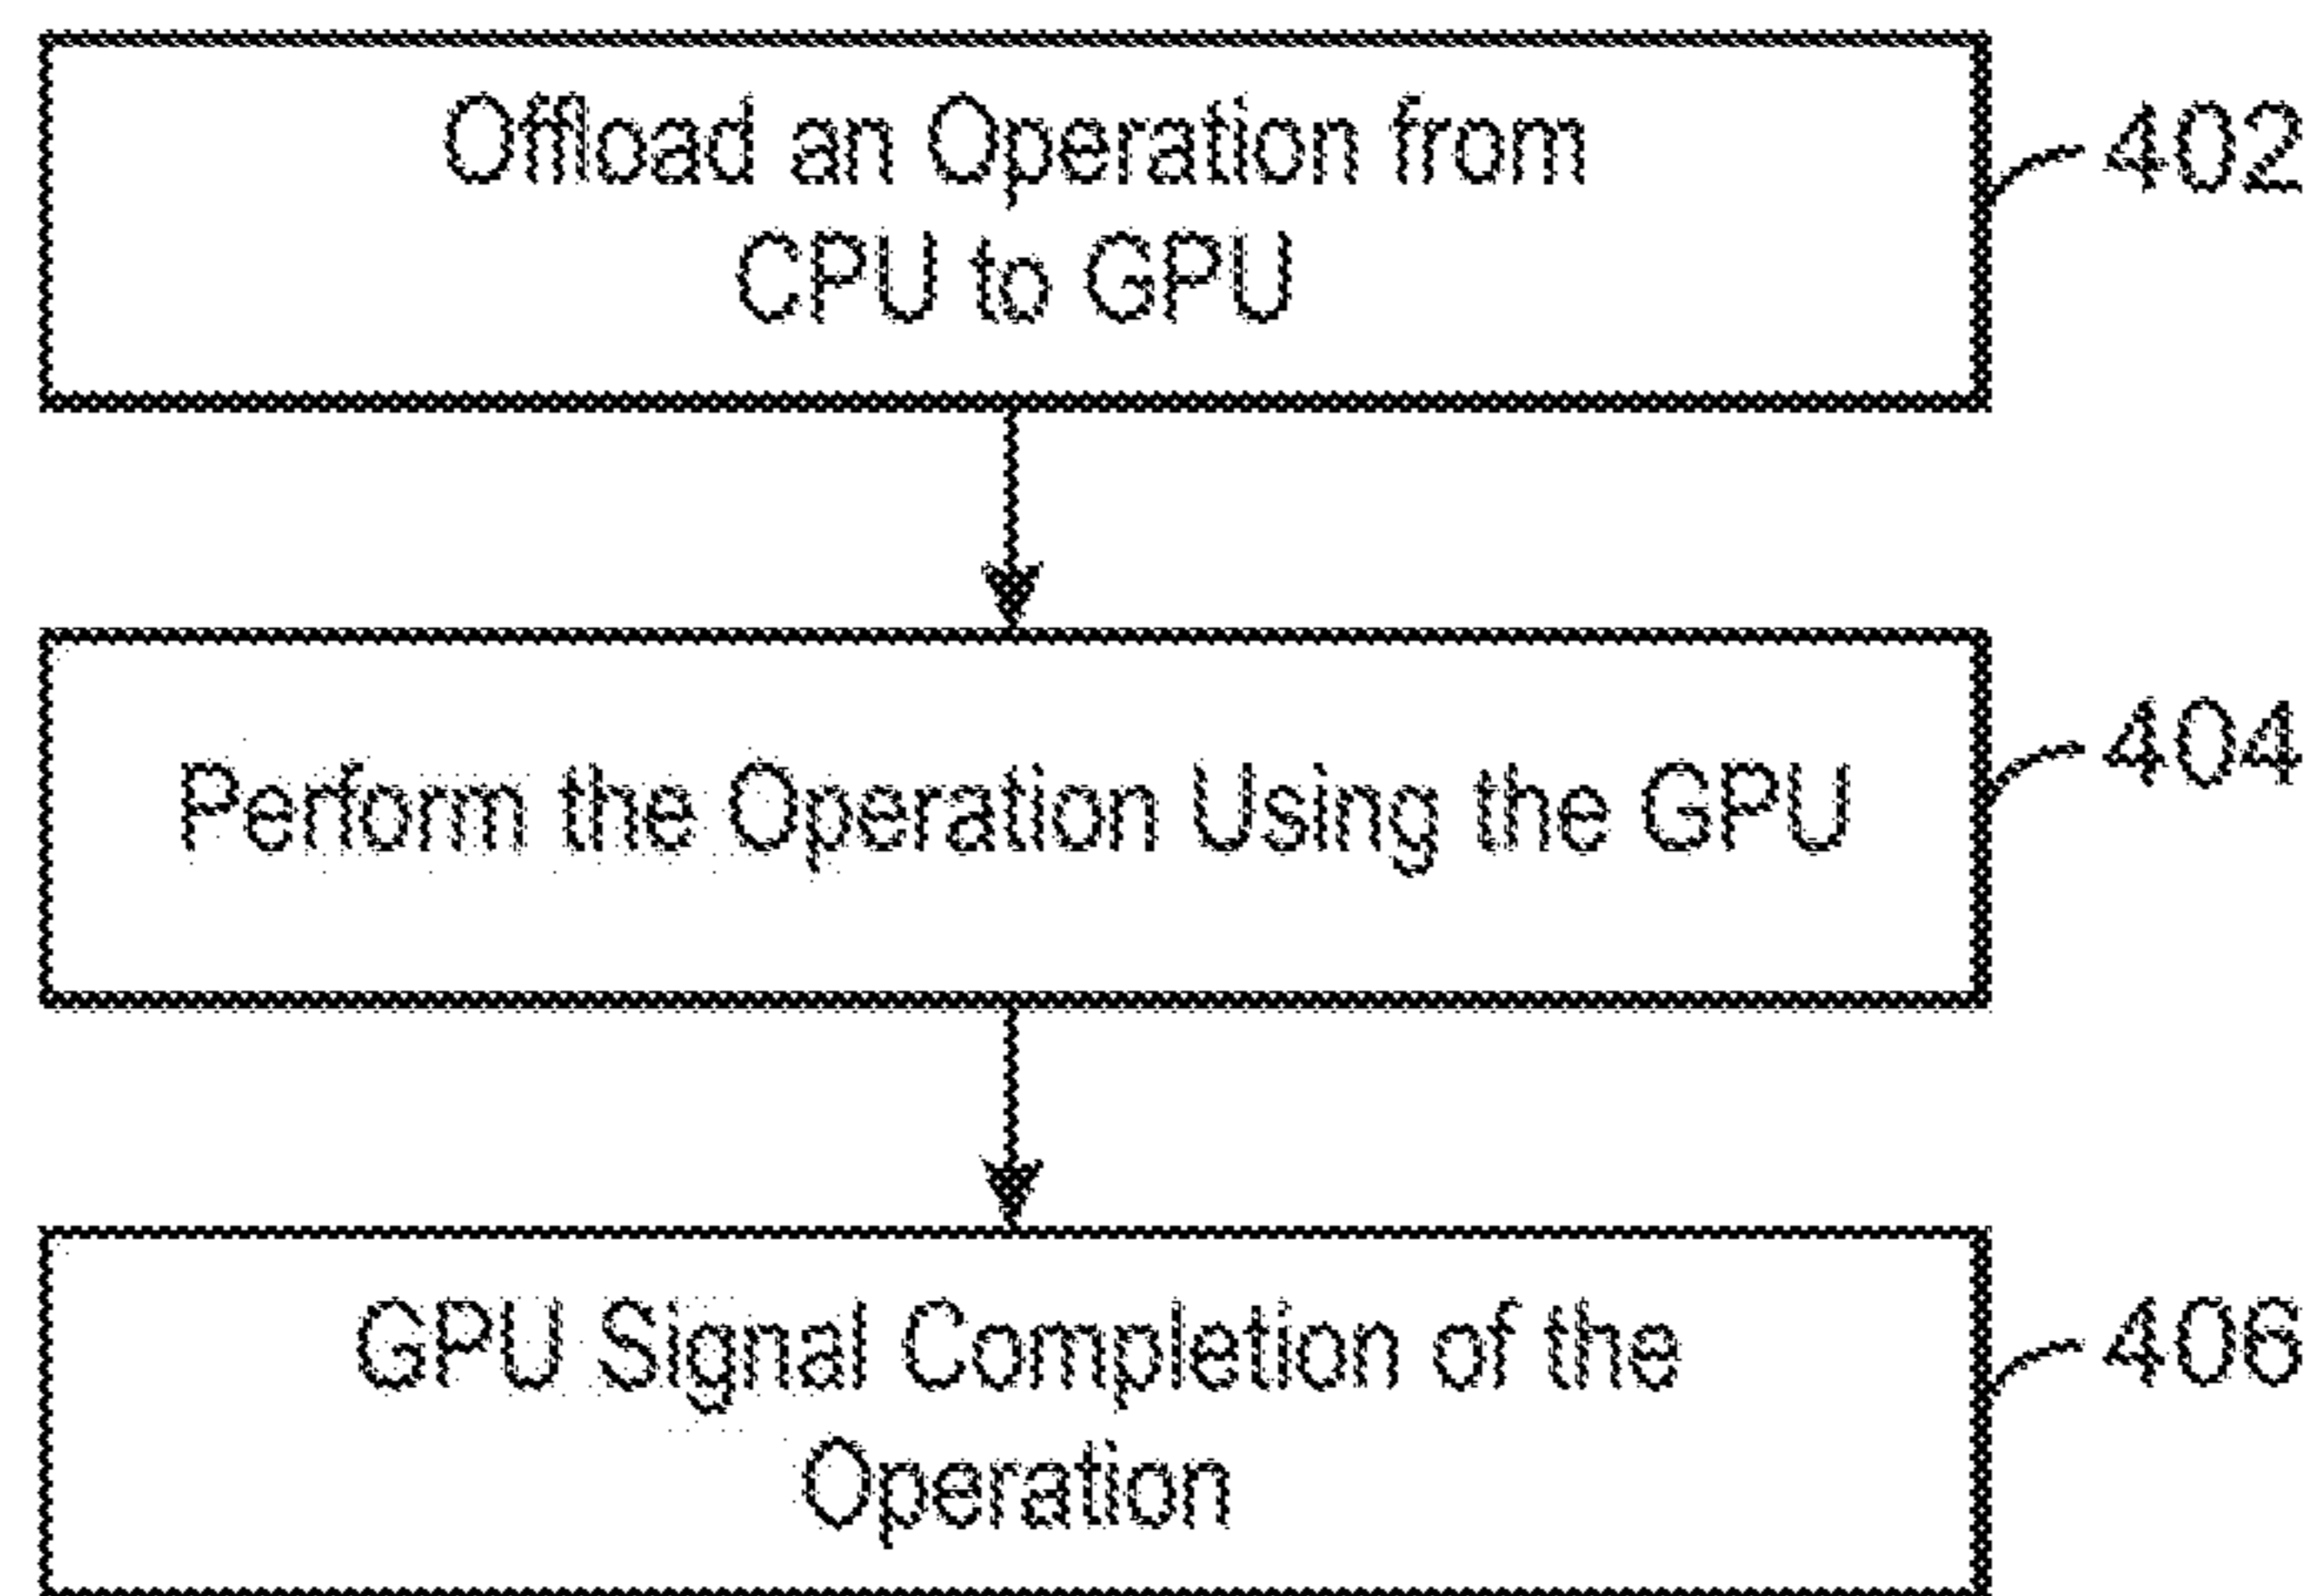 Offload an Operation from
CPU to GPU
402
Perform the Operation Using the GPU
404
GPU Signal Completion of the
Operation
406